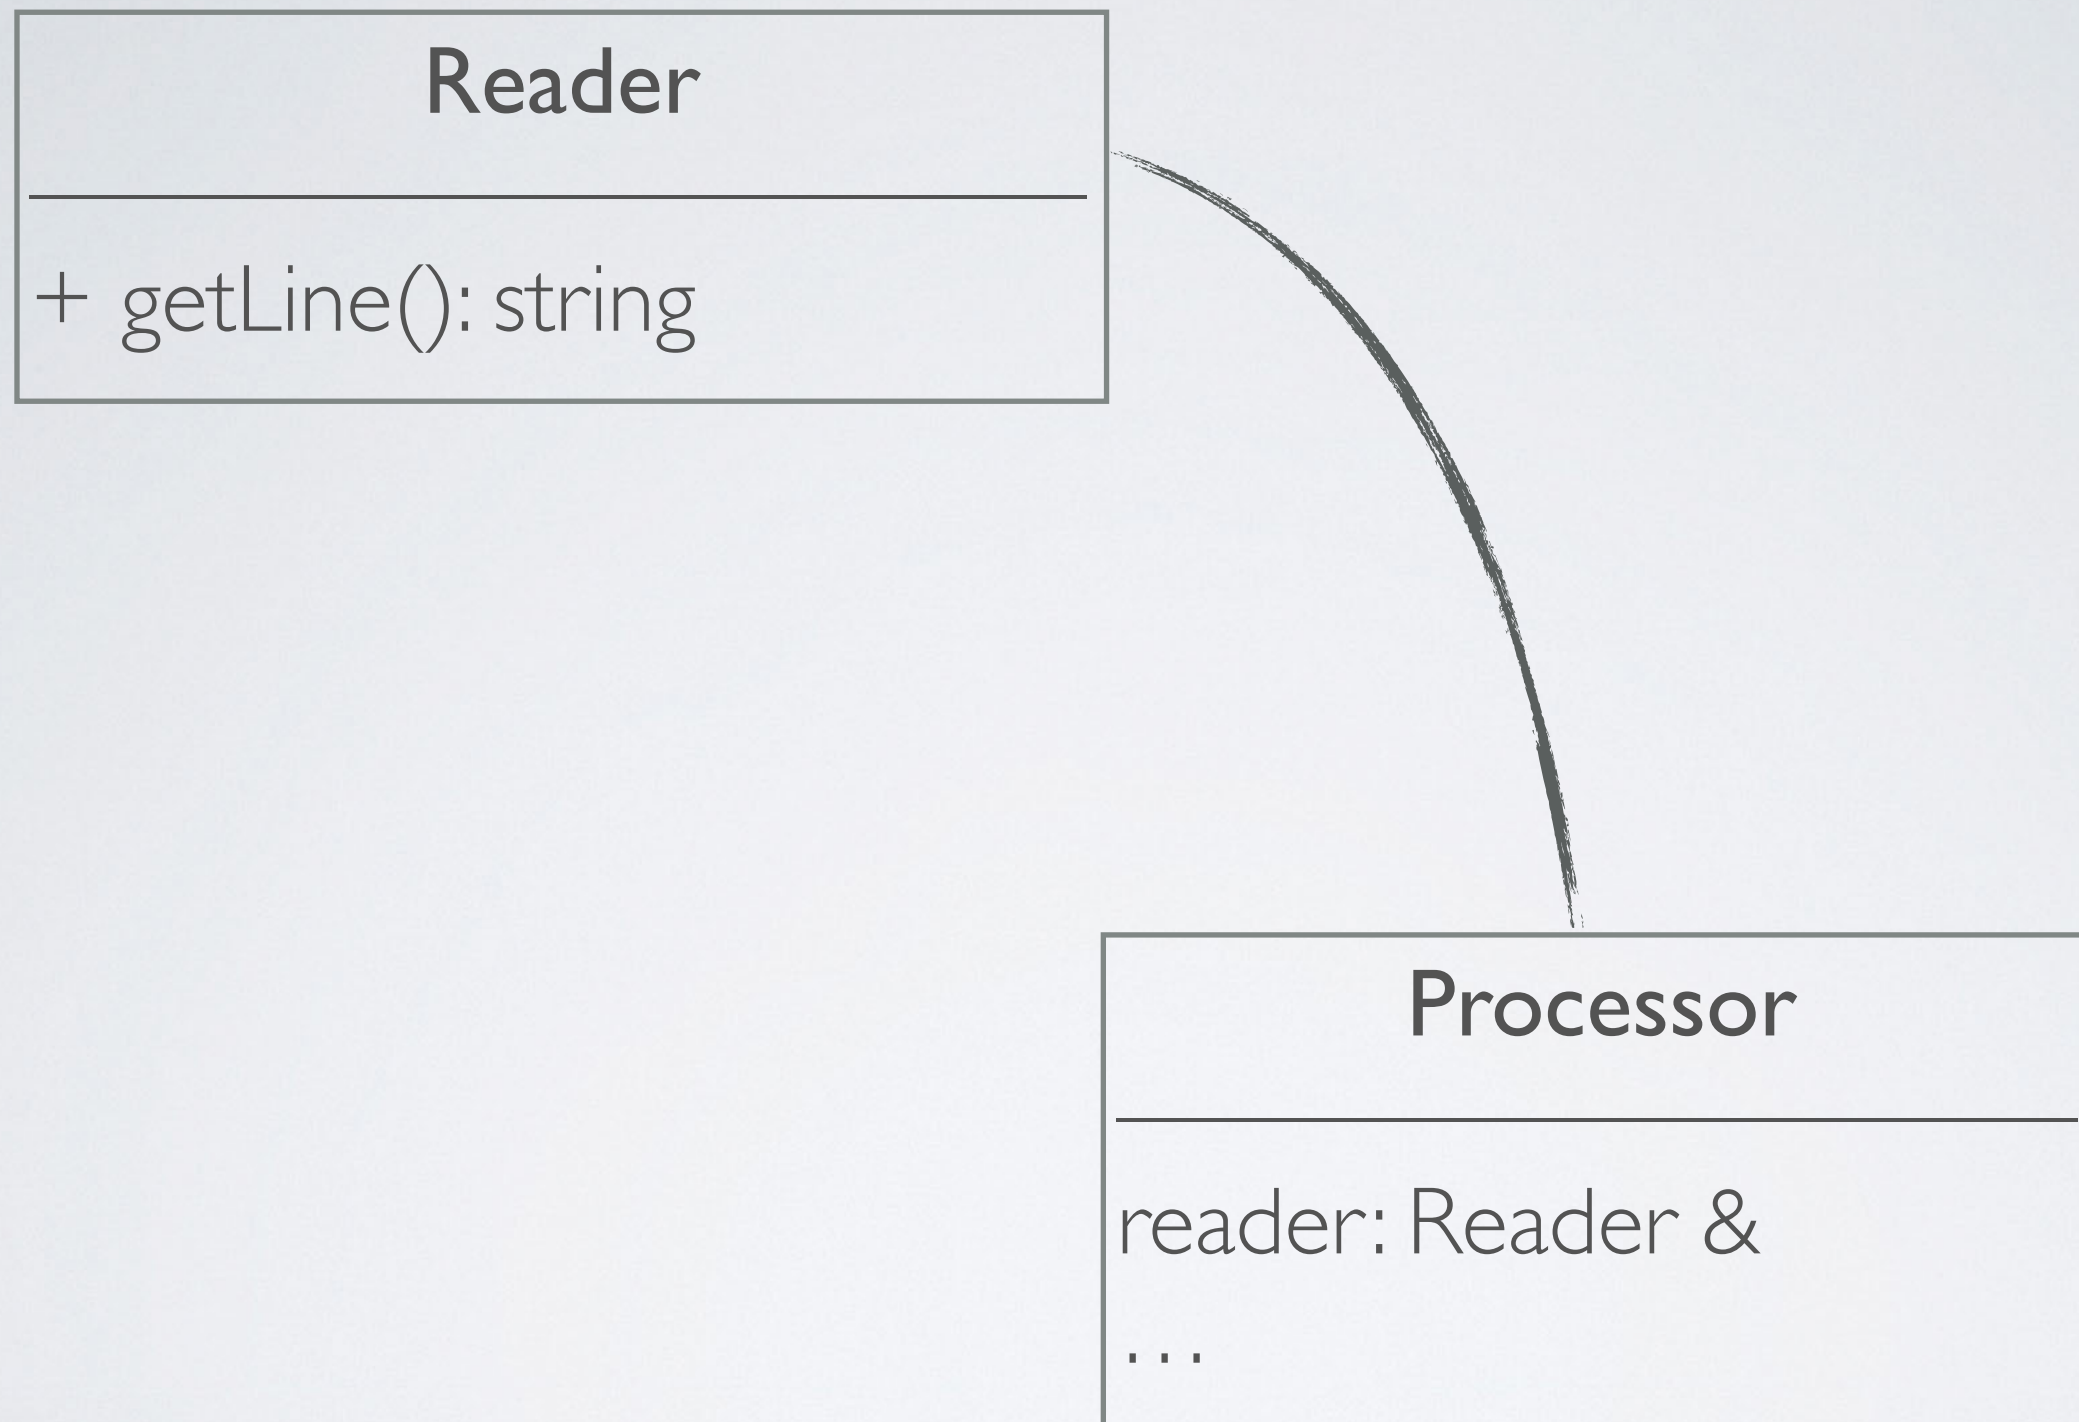 Reader
+ getLine(): string
Processor
reader: Reader &
...